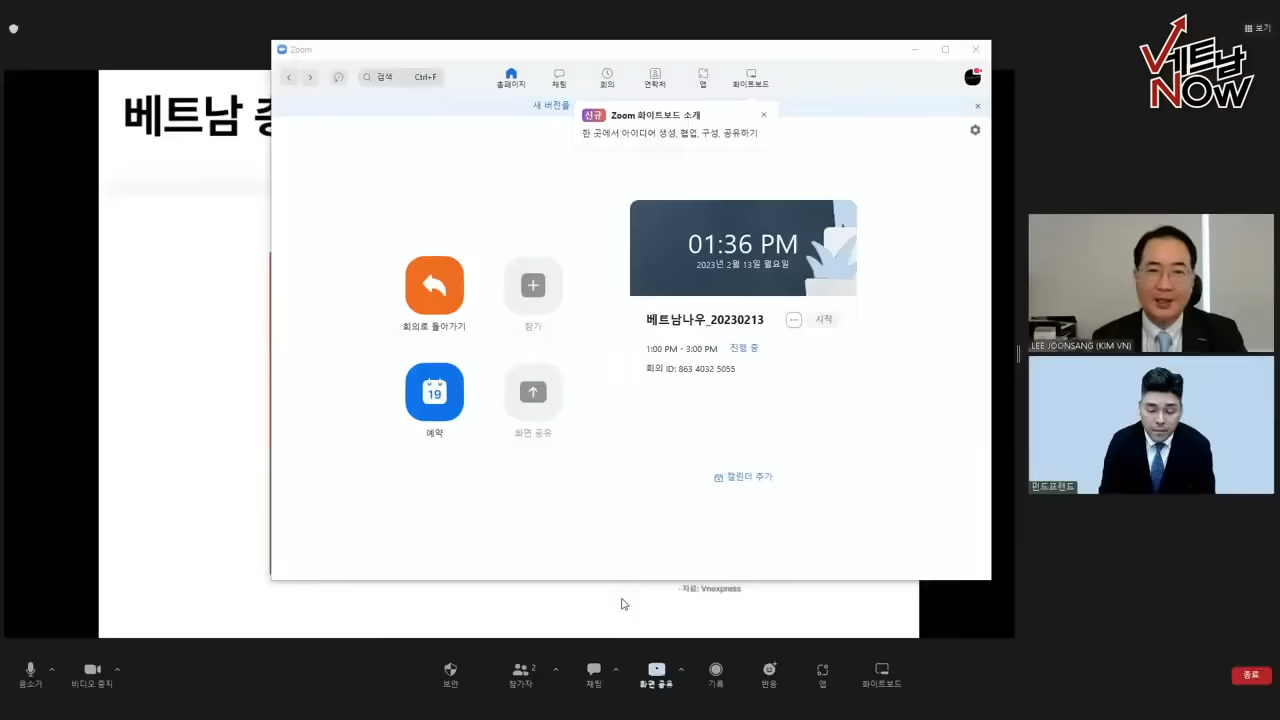 베트남
NOW
보기
Zoom
검색
Ctrl+F
홈페이지
채팅
회의
연락처
앱
화이트보드
새 버전을
신규
Zoom 화이트보드 소개
한 곳에서 아이디어 생성, 협업, 구성, 공유하기
베트남 증
01:36 PM
2023년 2월 13일 월요일
회의로 돌아가기
참가
베트남나우_20230213
시작
1:00 PM - 3:00 PM
진행 중
회의 ID: 863 4032 5055
19
예약
화면 공유
캘린더 추가
LEE JOONSANG (KIM VN)
펀드프렌드
- 자료: Vnexpress
음소거
비디오 중지
보안
2
참가자
채팅
화면 공유
기록
반응
앱
화이트보드
종료